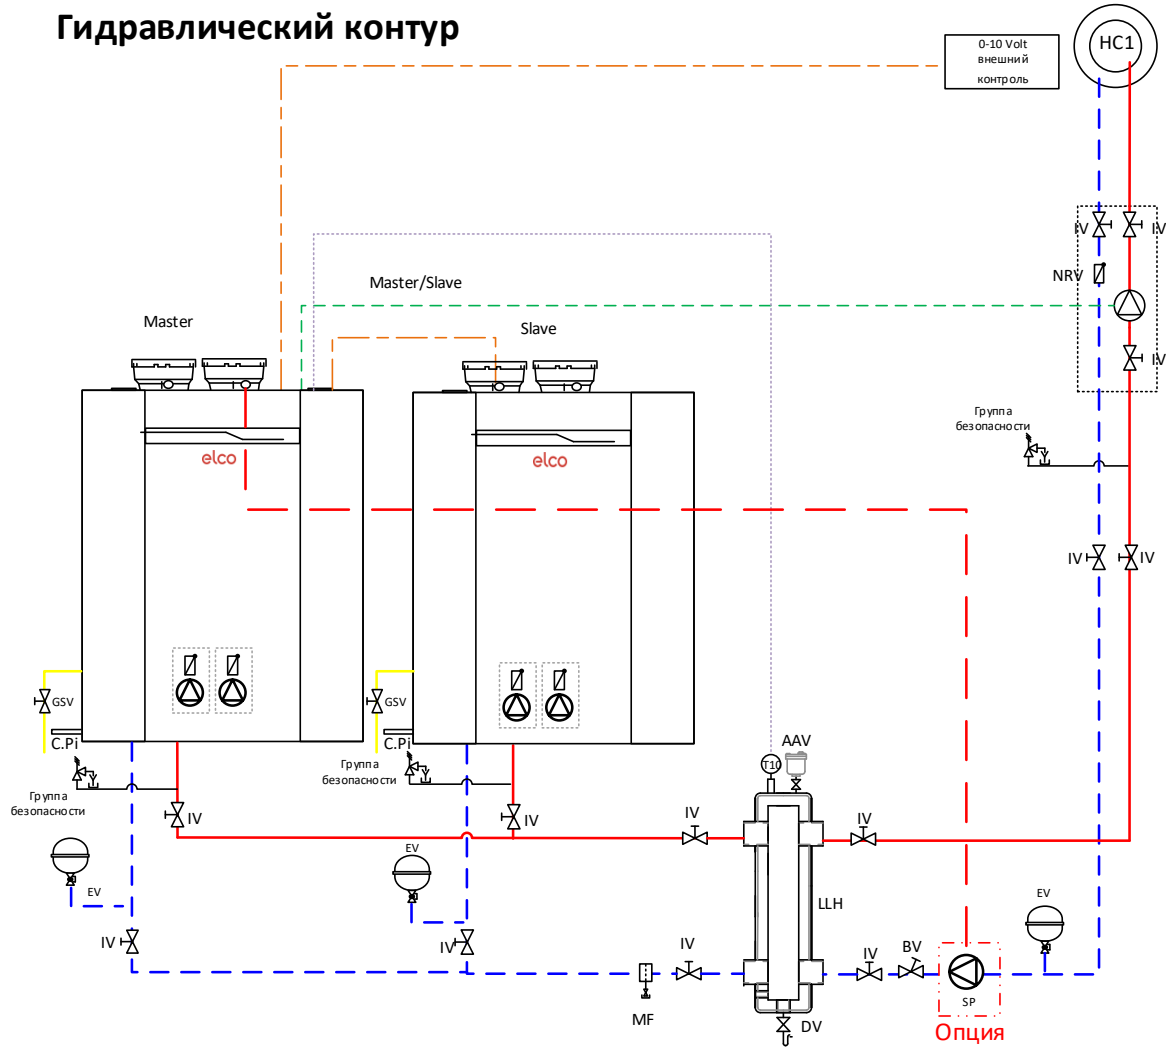 Гидравлический контур
0-10 Volt
внешний
контроль
HC1
IV
IV
NRV
Master/Slave
Master
Slave
IV
Группа
безопасности
elco
elco
IV
IV
GSV
GSV
C.Pi
C.Pi
AAV
T10
Группа
безопасности
Группа
безопасности
IV
IV
IV
IV
EV
EV
EV
LLH
IV
IV
IV
IV
BV
SP
MF
DV
Опция